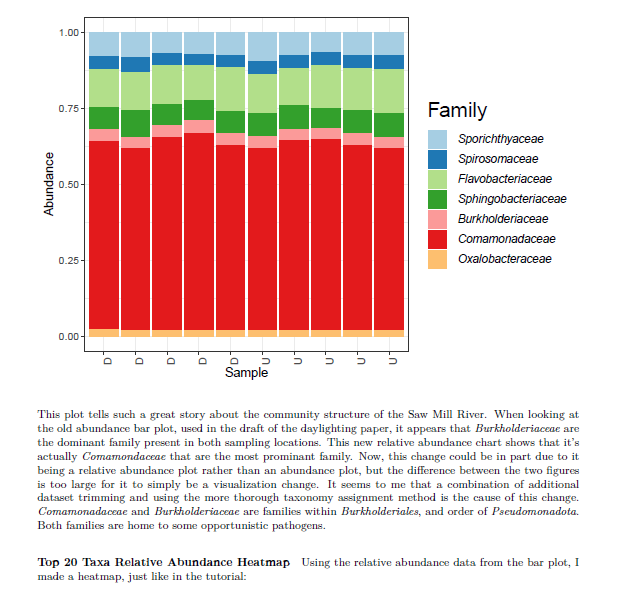 1.00
0.75
0.50
0.25
0.00
Abundance
D D D D D U U U U U
Sample
Family
Sporichthyaceae
Spirosomaceae
Flavobacteriaceae
Sphingobacteriaceae
Burkholderiaceae
Comamonadaceae
Oxalobacteraceae
This plot tells such a great story about the community structure of the Saw Mill River. When looking at
the old abundance bar plot, used in the draft of the daylighting paper, it appears that Burkholderiaceae are
the dominant family present in both sampling locations. This new relative abundance chart shows that it's
actually Comamondaceae that are the most prominant family. Now, this change could be in part due to it
being a relative abundance plot rather than an abundance plot, but the difference between the two figures
is too large for it to simply be a visualization change. It seems to me that a combination of additional
dataset trimming and using the more thorough taxonomy assignment method is the cause of this change.
Comamonadaceae and Burkholderiaceae are families within Burkholderiales, and order of Pseudomonadota.
Both families are home to some opportunistic pathogens.
Top 20 Taxa Relative Abundance Heatmap Using the relative abundance data from the bar plot, I
made a heatmap, just like in the tutorial: